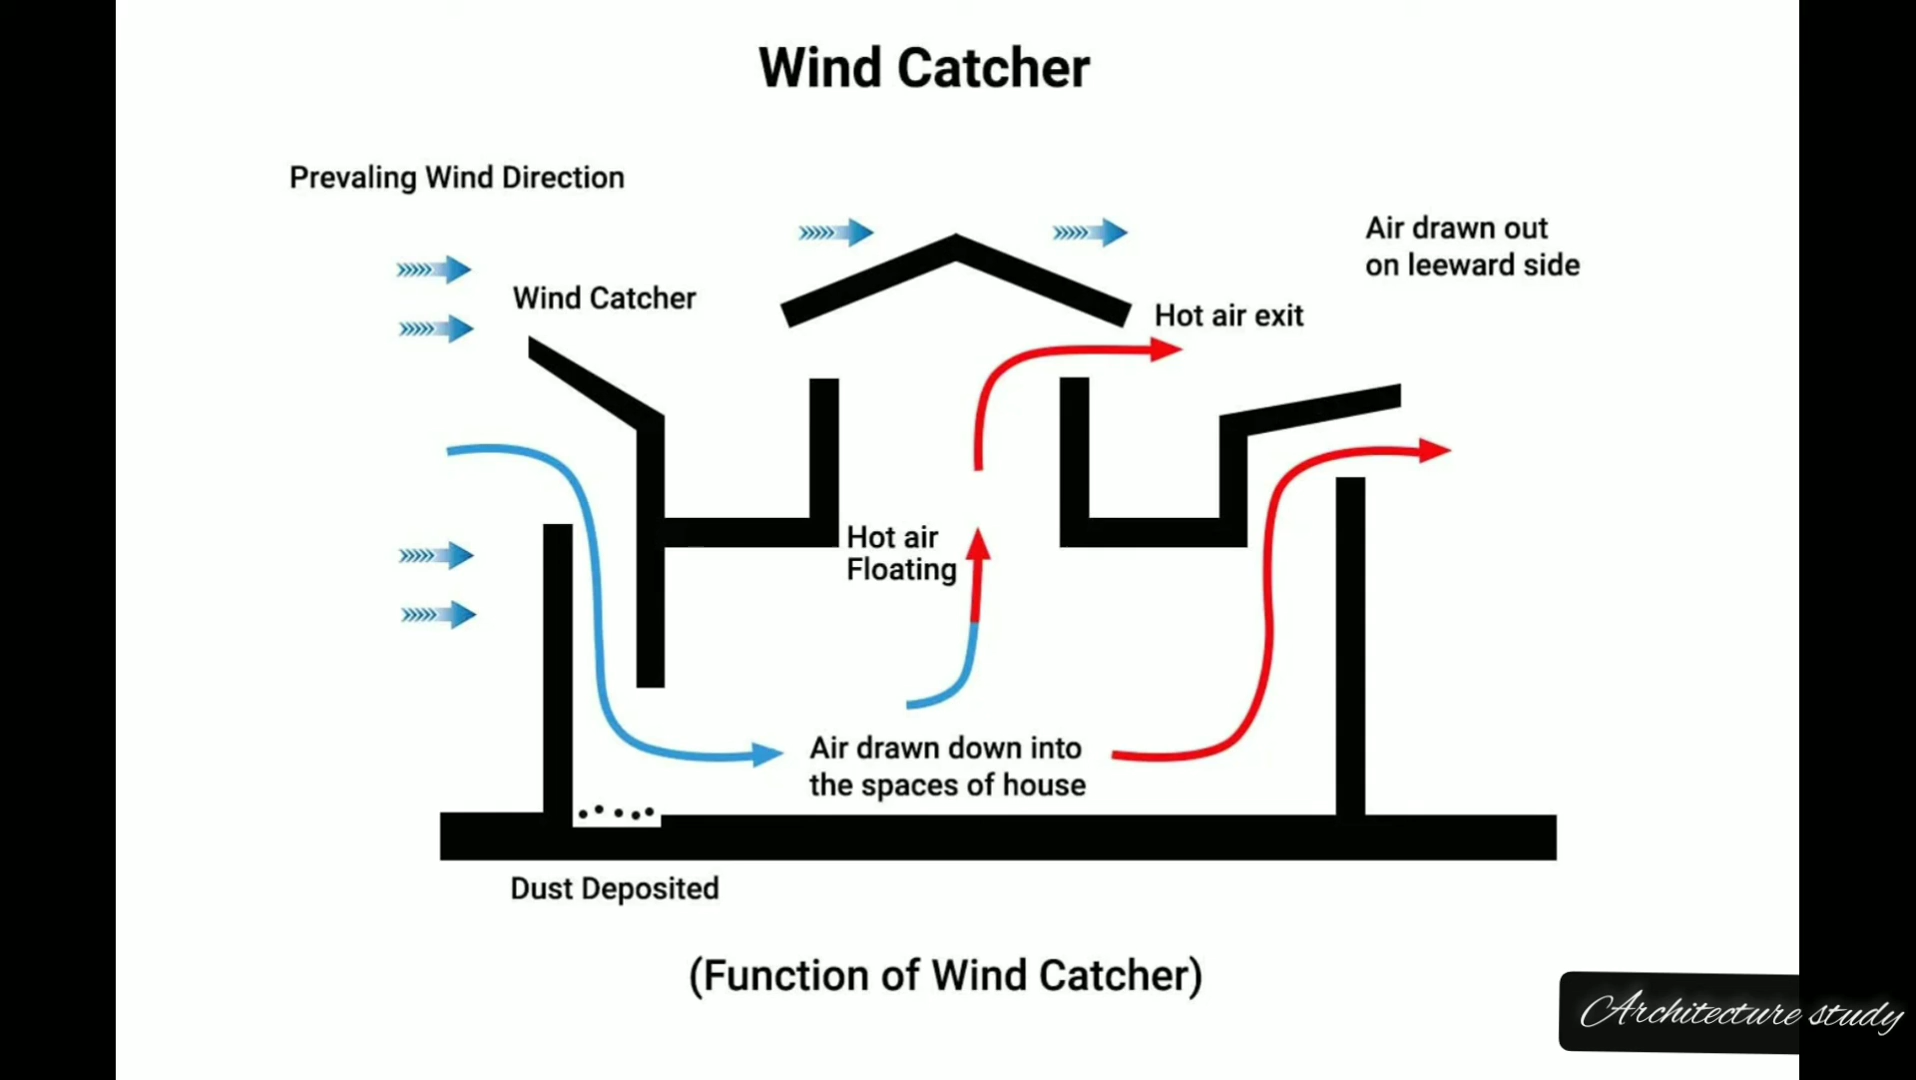 Wind Catcher
Prevaling Wind Direction
Air drawn out
on leeward side
Wind Catcher
Hot air exit
Hot air
Floating
Air drawn down into
the spaces of house
Dust Deposited
(Function of Wind Catcher)
Architecture study